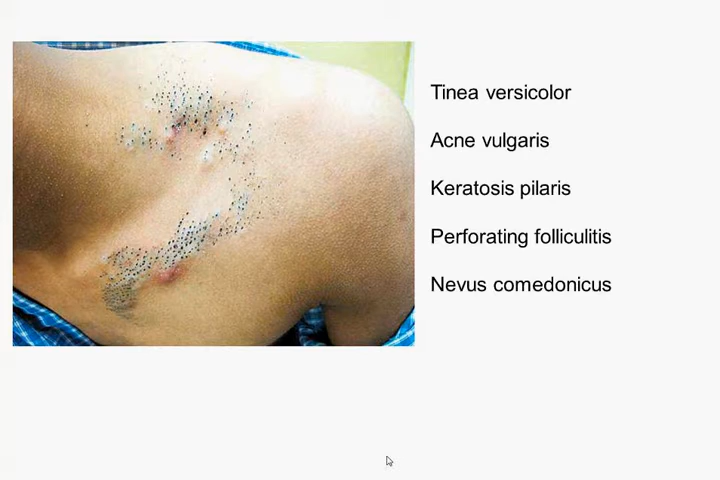 Tinea versicolor
Acne vulgaris
Keratosis pilaris
Perforating folliculitis
Nevus comedonicus